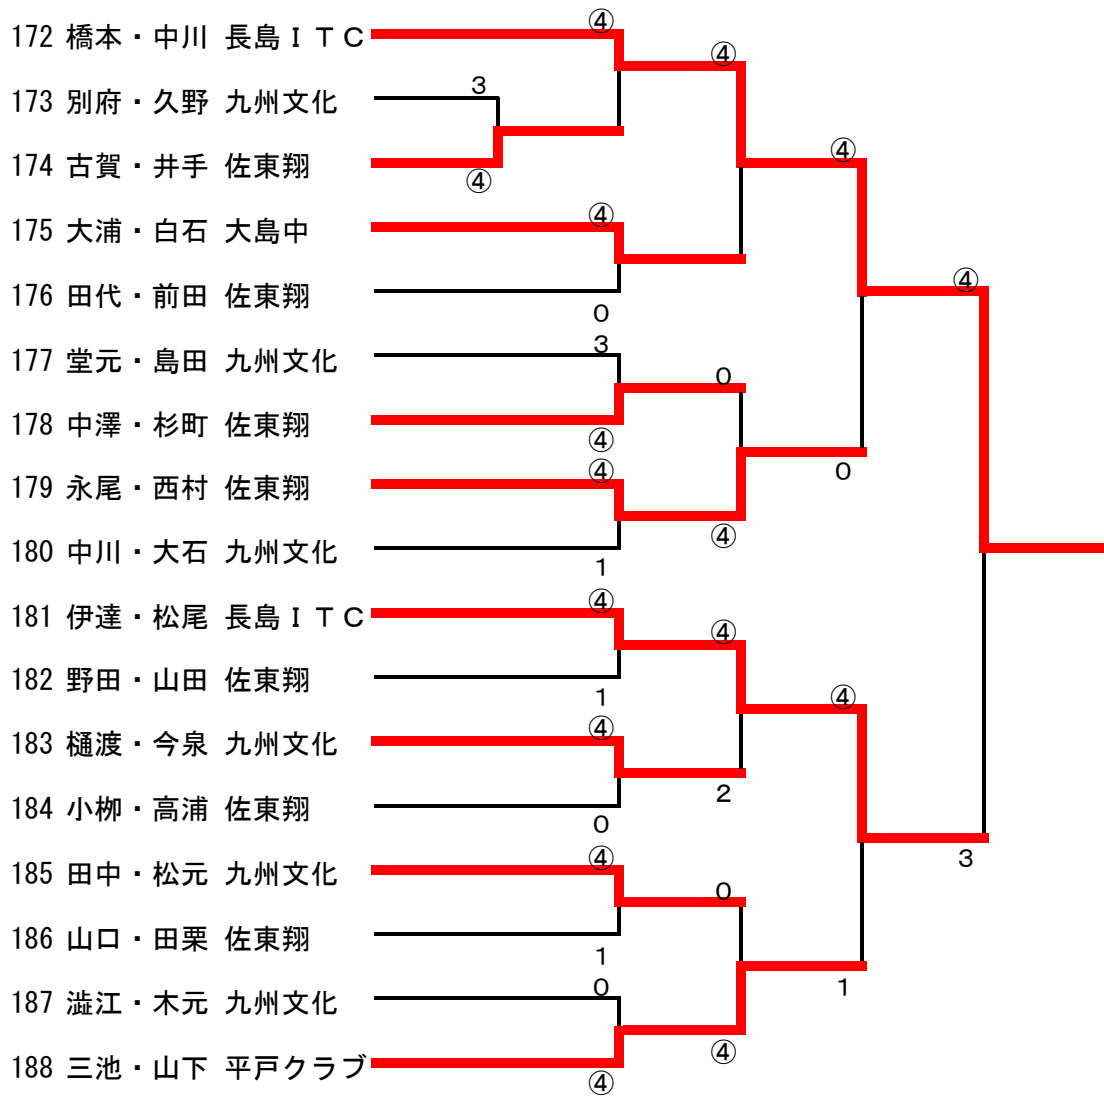 172 橋本・中川 長島ＩＴＣ ④ ④
173 別府・久野 九州文化 3
④
174 古賀・井手 佐東翔 ④
175 大浦・白石 大島中 ④
④
176 田代・前田 佐東翔 0
177 堂元・島田 九州文化 3
0
178 中澤・杉町 佐東翔 ④
179 永尾・西村 佐東翔 ④
0
④
180 中川・大石 九州文化 1
181 伊達・松尾 長島ＩＴＣ ④
④
182 野田・山田 佐東翔 1
④
183 樋渡・今泉 九州文化 ④
2
184 小栁・高浦 佐東翔 0
185 田中・松元 九州文化 ④
3
0
186 山口・田栗 佐東翔 1
187 澁江・木元 九州文化 0
1
④
188 三池・山下 平戸クラブ ④